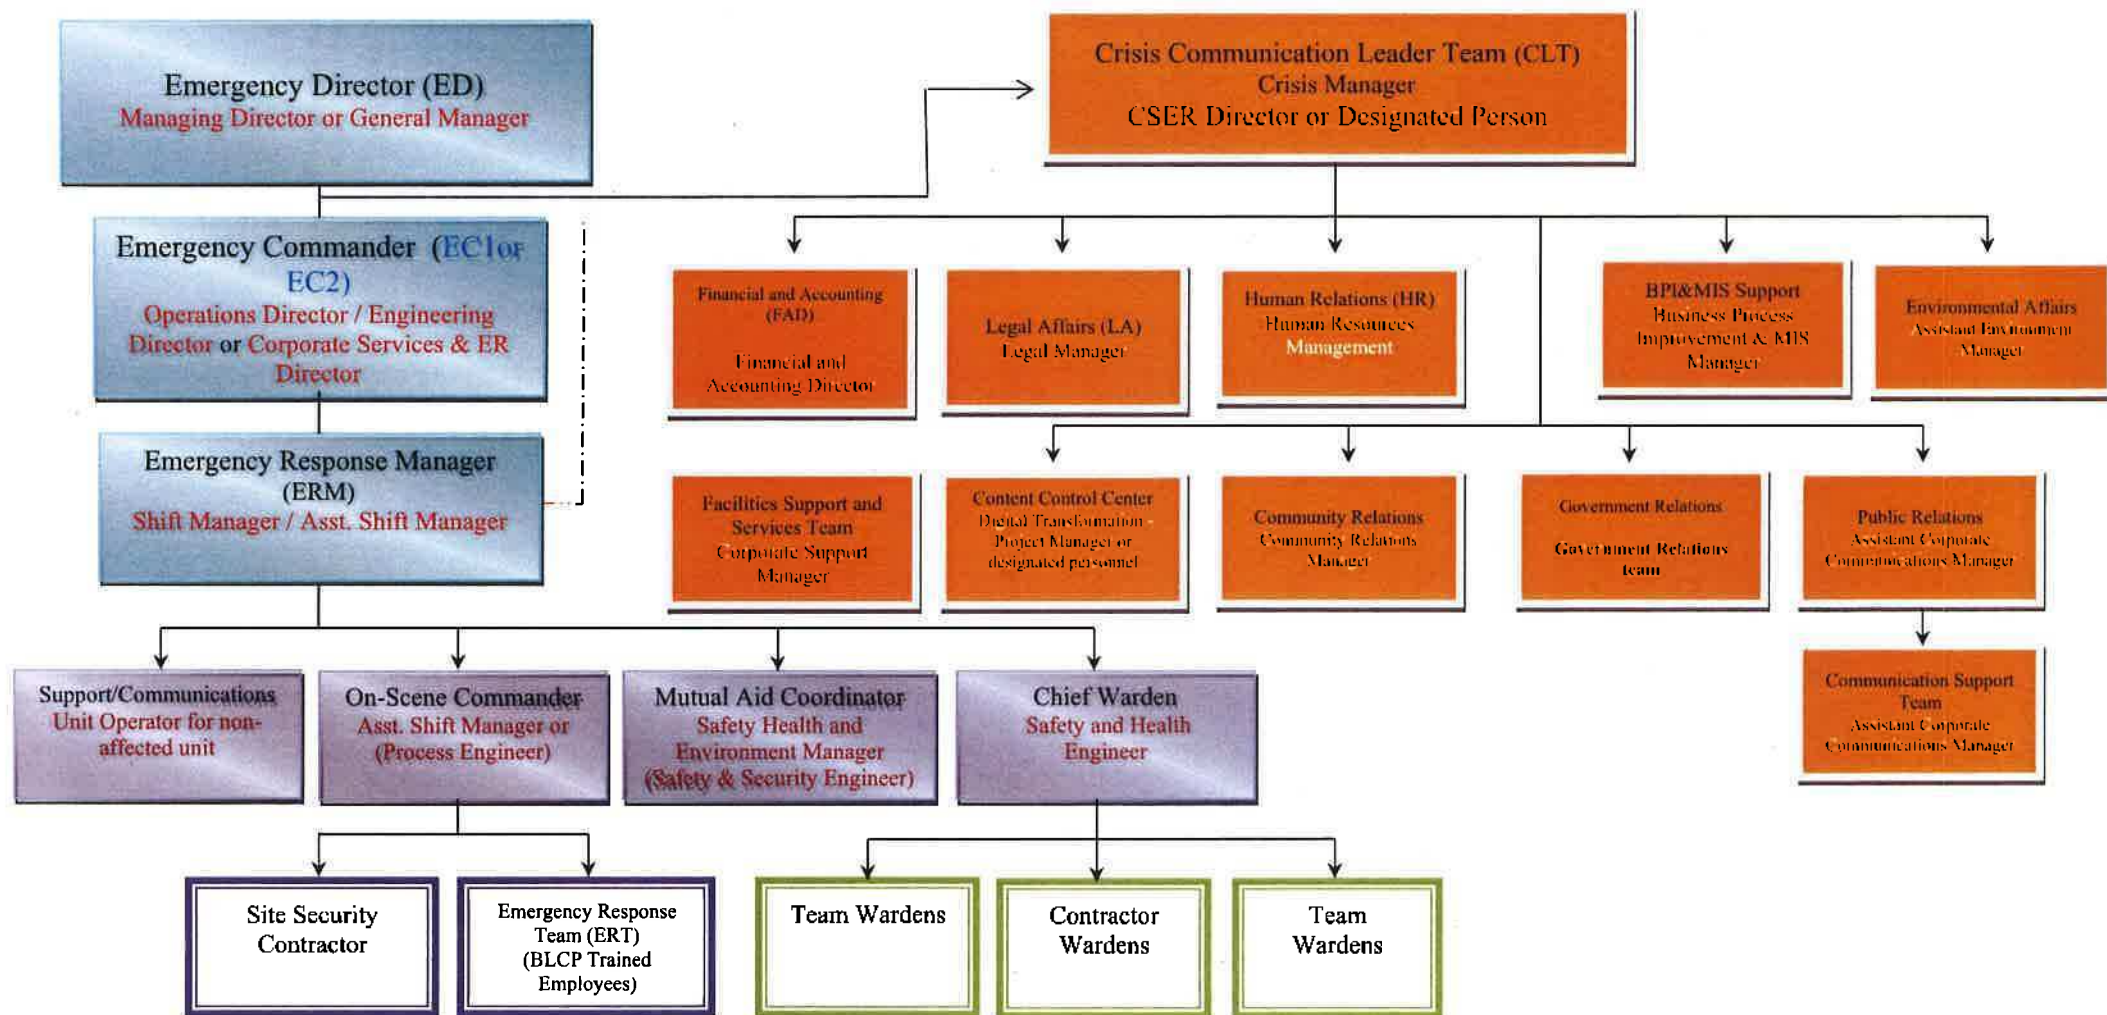 Emergency Director (ED)
Managing Director or General Manager
Crisis Communication Leader Team (CLT)
Crisis Manager
CSER Director or Designated Person
Emergency Commander (EC1or
EC2)
Operations Director / Engineering
Director or Corporate Services & ER
Director
Emergency Response Manager
(ERM)
Shift Manager / Asst. Shift Manager
Financial and Accounting
(FAD)
Financial and
Accounting Director
Legal Affairs (LA)
Legal Manager
Human Relations (HR)
Human Resources
Management
BPI&MIS Support
Business Process
Improvement & MIS
Manager
Environmental Affairs
Assistant Environment
Manager
Facilities Support and
Services Team
Corporate Support
Manager
Content Control Center
Digital Transformation -
Project Manager or
designated personnel
Community Relations
Community Relations
Manager
Government Relations
Government Relations
team
Public Relations
Assistant Corporate
Communications Manager
Communication Support
Team
Assistant Corporate
Communications Manager
Support/Communications
Unit Operator for non-
affected unit
On-Scene Commander
Asst. Shift Manager or
(Process Engineer)
Mutual Aid Coordinator
Safety Health and
Environment Manager
(Safety & Security Engineer)
Chief Warden
Safety and Health
Engineer
Site Security
Contractor
Emergency Response
Team (ERT)
(BLCP Trained
Employees)
Team Wardens
Contractor
Wardens
Team
Wardens